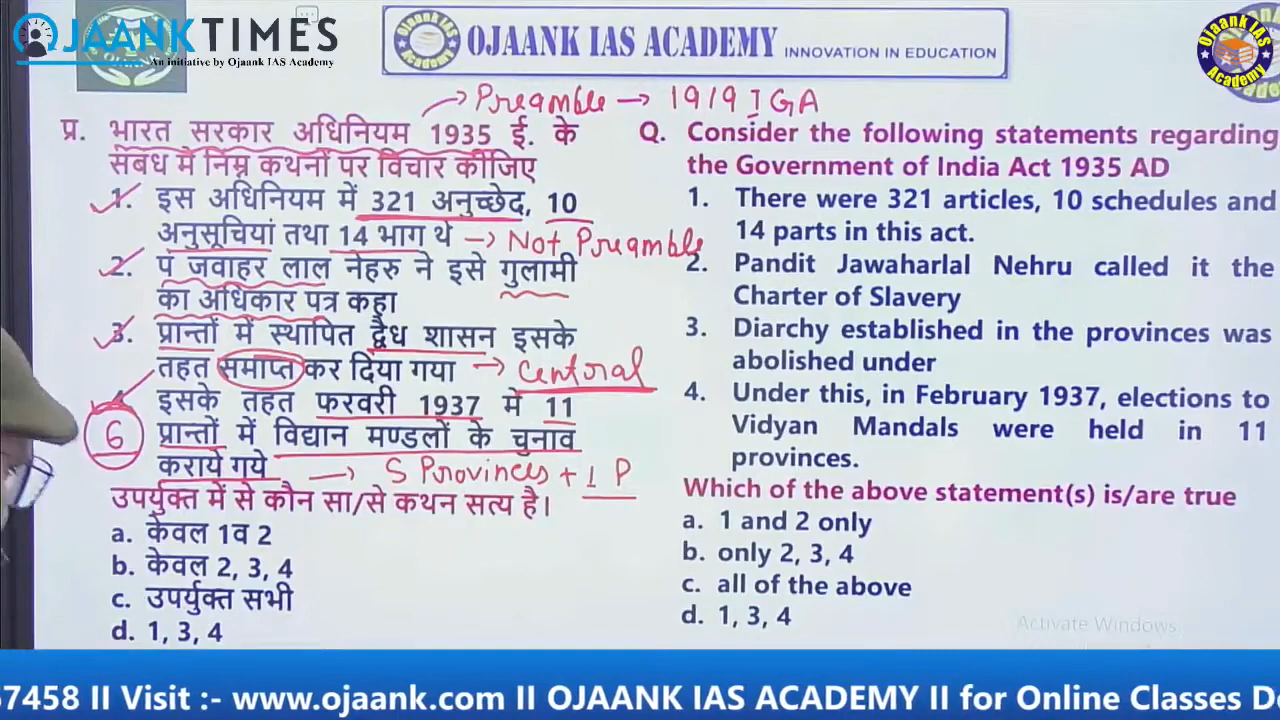 OJAANKTIMES
An initiative by Ojaank IAS Academy
OJAANK IAS ACADEMY INNOVATION IN EDUCATION
Ojaank IAS Academy
Preamble → 1919 I GA
प्र. भारत सरकार अधिनियम 1935 ई. के
संबंध में निम्न कथनों पर विचार कीजिए
1. इस अधिनियम में 321 अनुच्छेद, 10
अनुसूचियां तथा 14 भाग थे → Not Preamble
2. पं जवाहर लाल नेहरु ने इसे गुलामी
का अधिकार पत्र कहा
3. प्रान्तों में स्थापित द्वैध शासन इसके
तहत समाप्त कर दिया गया → Centoral
इसके तहत फरवरी 1937 में 11
6 प्रान्तों में विद्यान मण्डलों के चुनाव
कराये गये → 5 Provinces + 1 P
उपर्युक्त में से कौन सा/से कथन सत्य है।
a. केवल 1व 2
b. केवल 2, 3, 4
c. उपर्युक्त सभी
d. 1, 3, 4
Q. Consider the following statements regarding
the Government of India Act 1935 AD
1. There were 321 articles, 10 schedules and
14 parts in this act.
2. Pandit Jawaharlal Nehru called it the
Charter of Slavery
3. Diarchy established in the provinces was
abolished under
4. Under this, in February 1937, elections to
Vidyan Mandals were held in 11
provinces.
Which of the above statement(s) is/are true
a. 1 and 2 only
b. only 2, 3, 4
c. all of the above
d. 1, 3, 4
Activate Windows
57458 II Visit :- www.ojaank.com II OJAANK IAS ACADEMY II for Online Classes